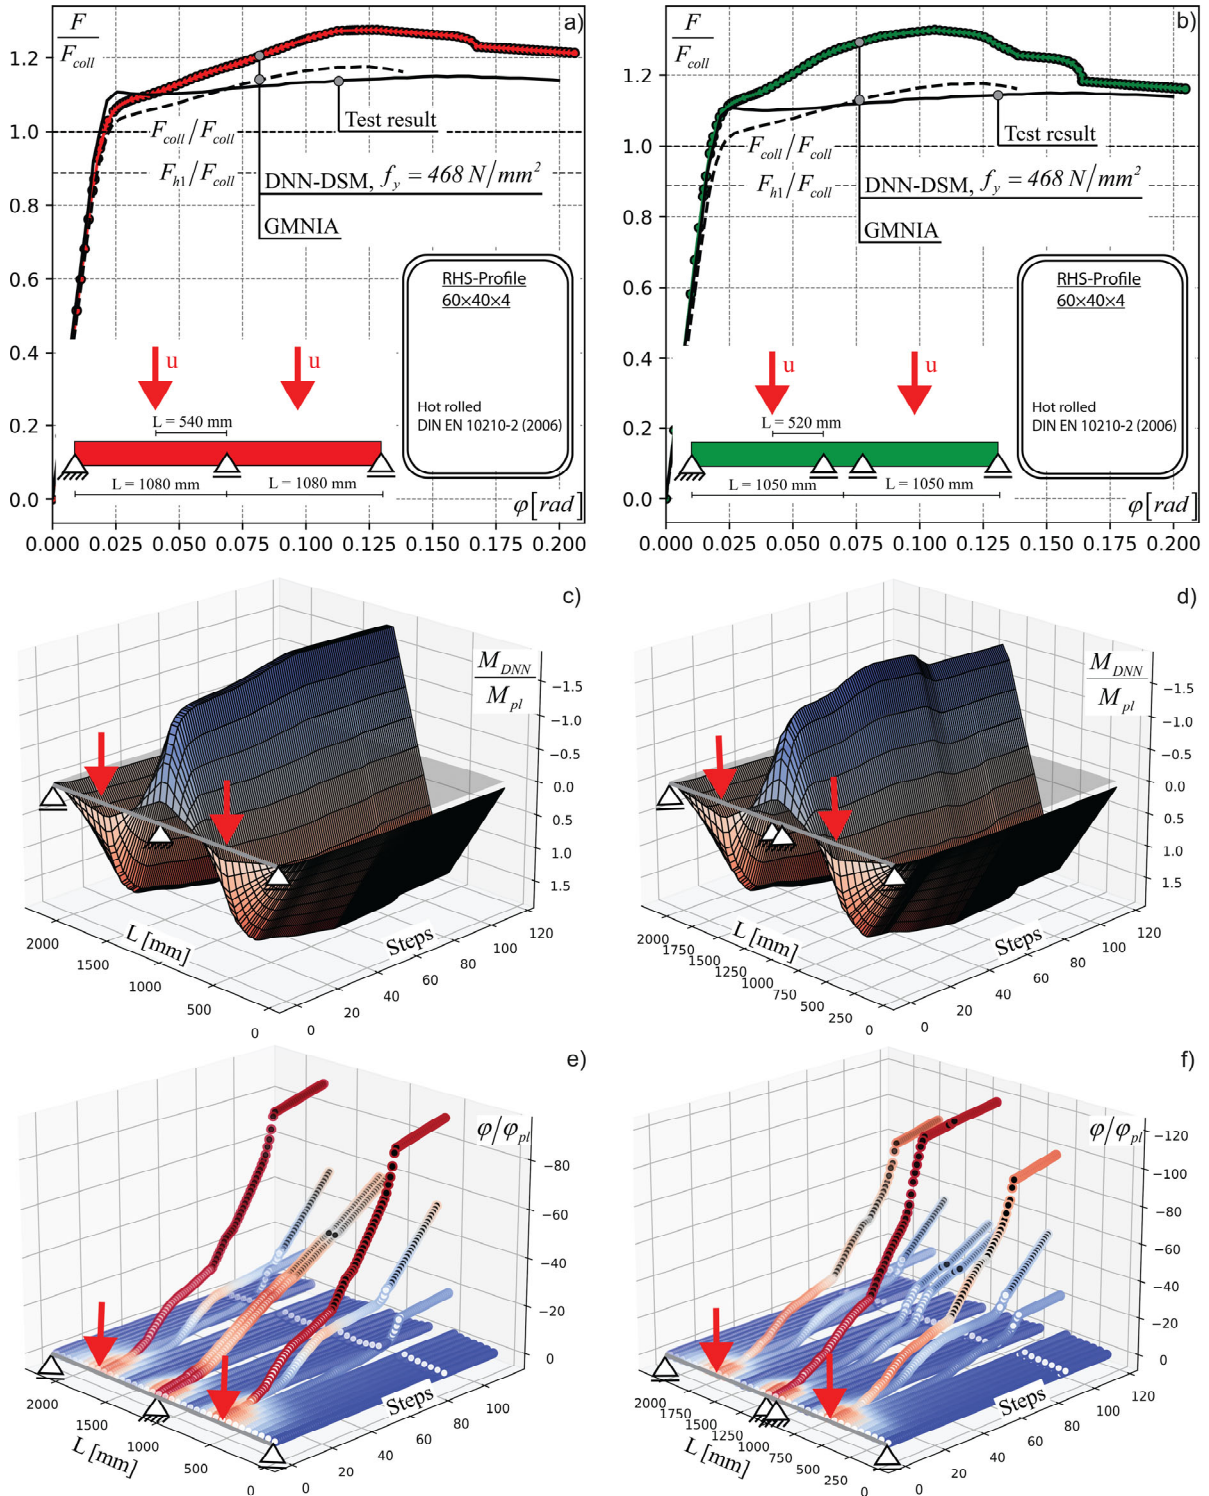 a)
F
F_coll
1.2
1.0
0.8
0.6
0.4
0.2
0.0
F_coll/F_coll
F_h1/F_coll
Test result
DNN-DSM, f_y = 468 N/mm²
GMNIA
RHS-Profile
60×40×4
Hot rolled
DIN EN 10210-2 (2006)
u
u
L = 540 mm
L = 1080 mm
L = 1080 mm
φ[rad]
0.000 0.025 0.050 0.075 0.100 0.125 0.150 0.175 0.200
b)
F
F_coll
1.2
1.0
0.8
0.6
0.4
0.2
0.0
F_coll/F_coll
F_h1/F_coll
Test result
DNN-DSM, f_y = 468 N/mm²
GMNIA
RHS-Profile
60×40×4
Hot rolled
DIN EN 10210-2 (2006)
u
u
L = 520 mm
L = 1050 mm
L = 1050 mm
φ[rad]
0.000 0.025 0.050 0.075 0.100 0.125 0.150 0.175 0.200
c)
M_DNN
M_pl
−1.5
−1.0
−0.5
0.0
0.5
1.0
1.5
L [mm]
2000
1500
1000
500
0
Steps
0
20
40
60
80
100
120
d)
M_DNN
M_pl
−1.5
−1.0
−0.5
0.0
0.5
1.0
1.5
L [mm]
2000
1750
1500
1250
1000
750
500
250
0
Steps
0
20
40
60
80
100
120
e)
φ/φ_pl
−80
−60
−40
−20
0
L [mm]
2000
1500
1000
500
0
Steps
0
20
40
60
80
100
f)
φ/φ_pl
−120
−100
−80
−60
−40
−20
0
L [mm]
2000
1750
1500
1250
1000
750
500
250
0
Steps
0
20
40
60
80
100
120